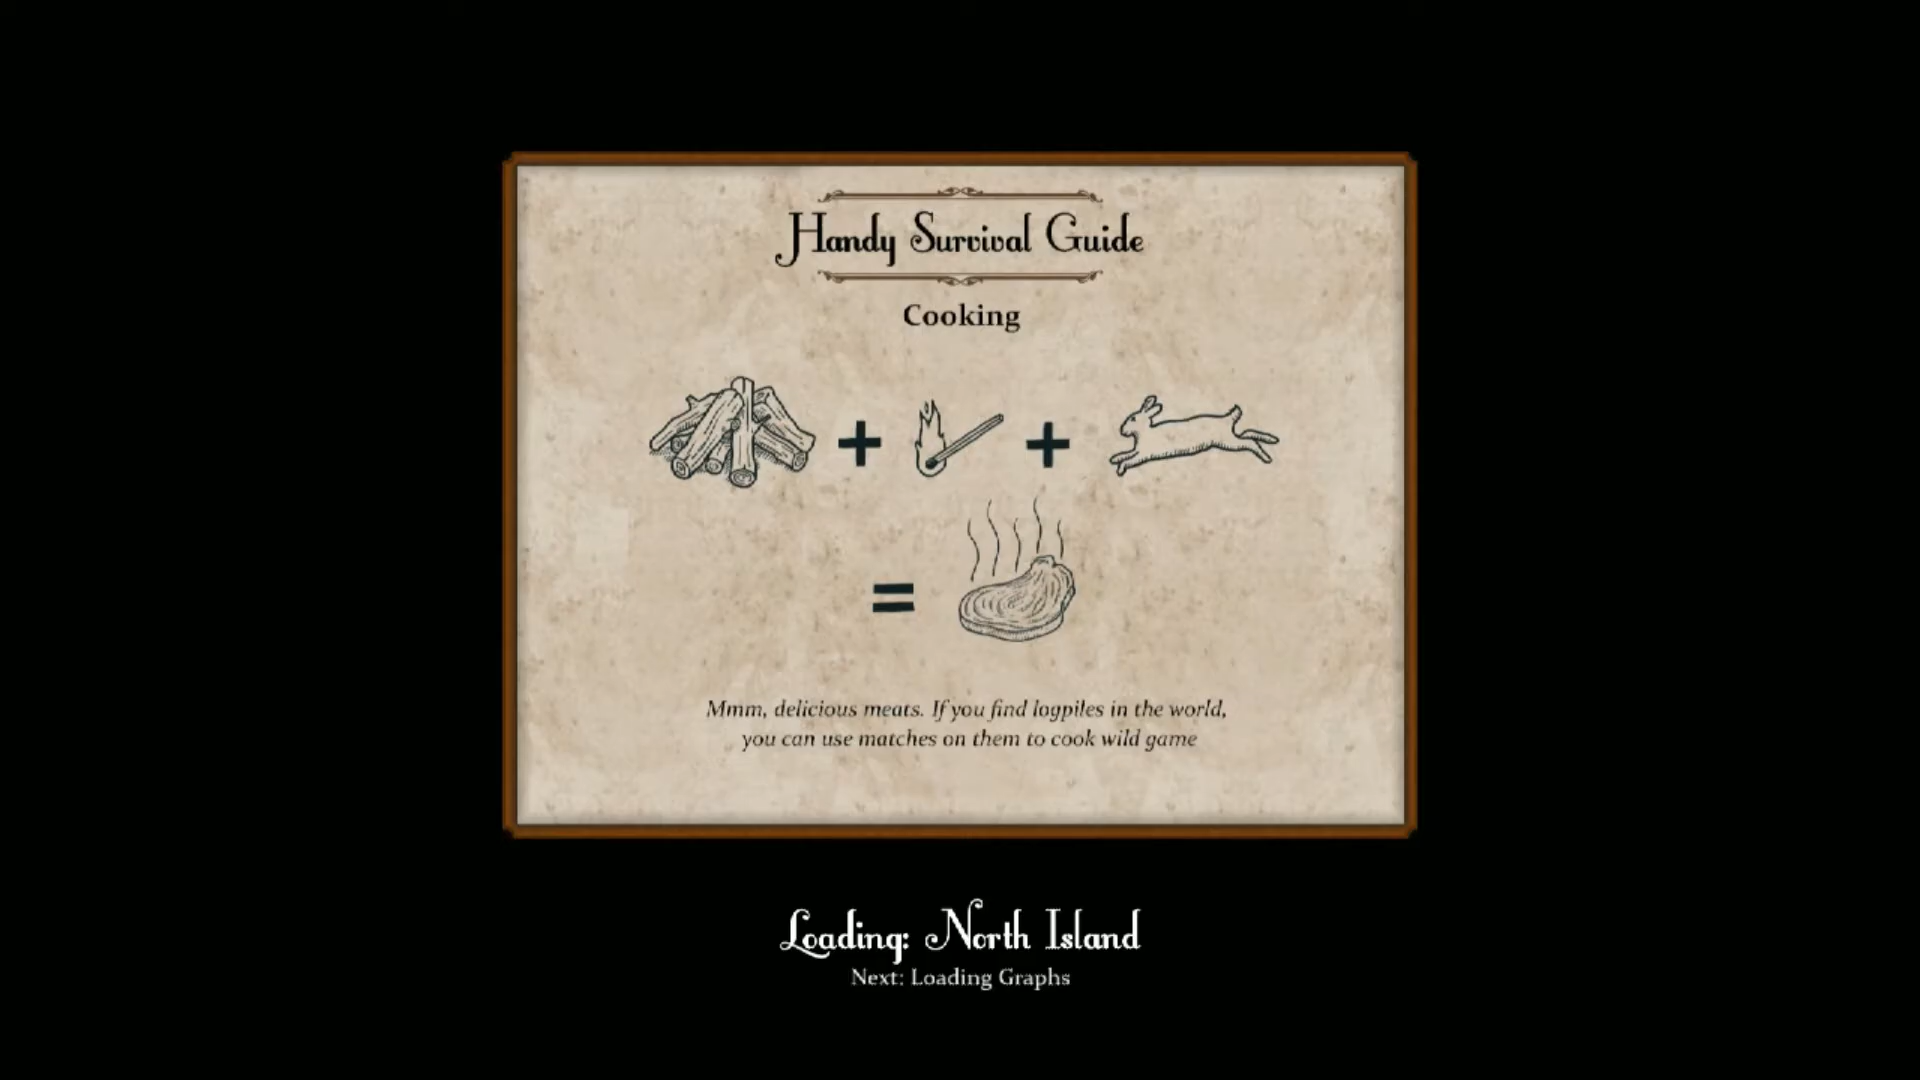 Handy Survival Guide
Cooking
+ +
=
Mmm, delicious meats. If you find logpiles in the world,
you can use matches on them to cook wild game
Loading: North Island
Next: Loading Graphs